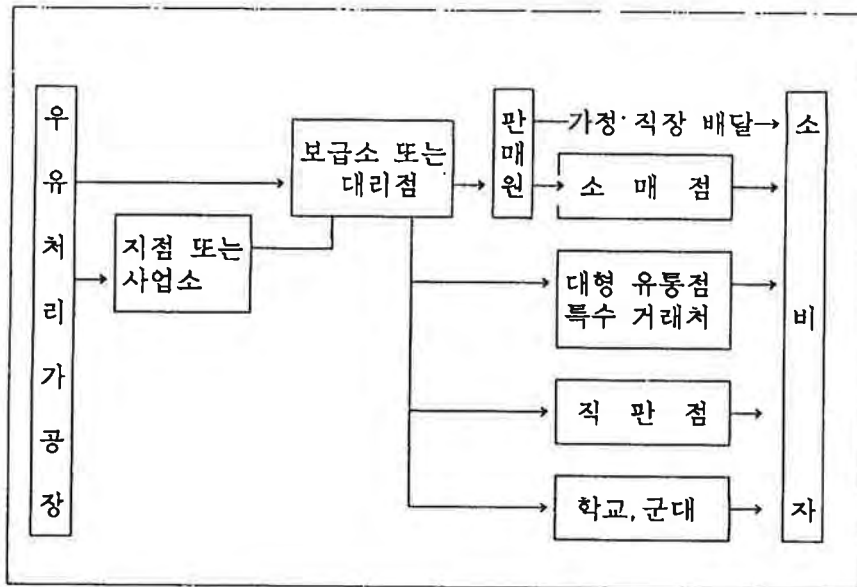 우유처리가공장
지점 또는
사업소
보급소 또는
대리점
판매원
가정·직장 배달
소 매 점
대형 유통점
특수 거래처
직 판 점
학교, 군대
소비자